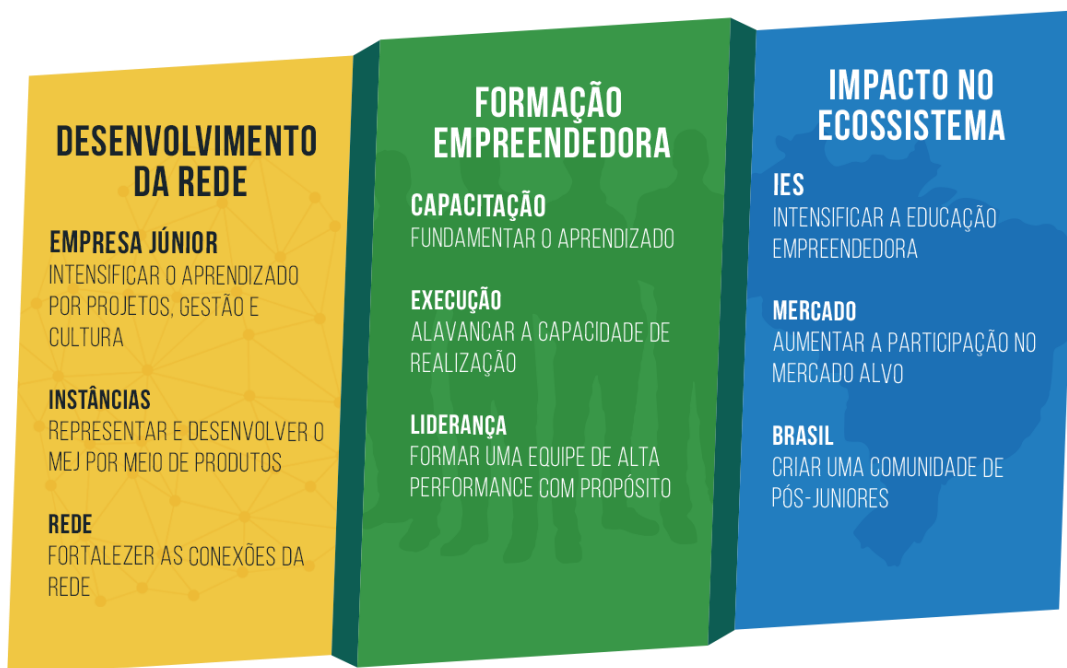 DESENVOLVIMENTO
DA REDE
EMPRESA JÚNIOR
INTENSIFICAR O APRENDIZADO
POR PROJETOS, GESTÃO E
CULTURA
INSTÂNCIAS
REPRESENTAR E DESENVOLVER O
MEJ POR MEIO DE PRODUTOS
REDE
FORTALEZER AS CONEXÕES DA
REDE
FORMAÇÃO
EMPREENDEDORA
CAPACITAÇÃO
FUNDAMENTAR O APRENDIZADO
EXECUÇÃO
ALAVANCAR A CAPACIDADE DE
REALIZAÇÃO
LIDERANÇA
FORMAR UMA EQUIPE DE ALTA
PERFORMANCE COM PROPÓSITO
IMPACTO NO
ECOSSISTEMA
IES
INTENSIFICAR A EDUCAÇÃO
EMPREENDEDORA
MERCADO
AUMENTAR A PARTICIPAÇÃO NO
MERCADO ALVO
BRASIL
CRIAR UMA COMUNIDADE DE
PÓS-JUNIORES